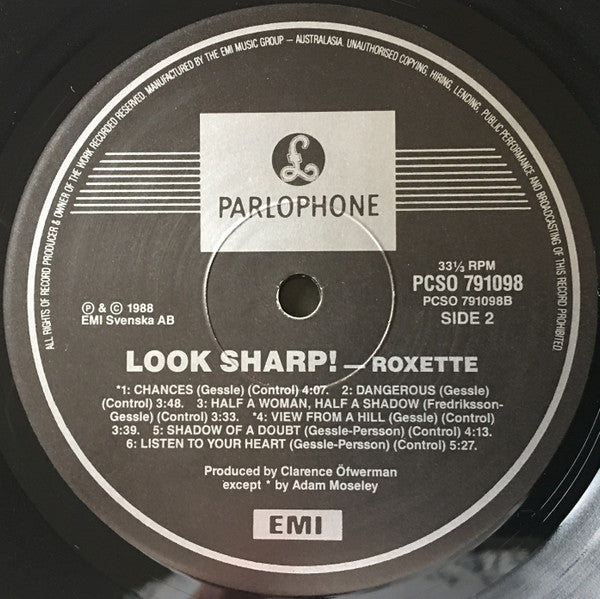 ALL RIGHTS OF RECORD PRODUCER & OWNER OF THE WORK RECORDED RESERVED. MANUFACTURED BY THE EMI MUSIC GROUP – AUSTRALASIA. UNAUTHORISED COPYING, HIRING, LENDING, PUBLIC PERFORMANCE AND BROADCASTING OF THIS RECORD PROHIBITED.
£
PARLOPHONE
33⅓ RPM
PCSO 791098
PCSO 791098B
SIDE 2
℗ & © 1988
EMI Svenska AB
LOOK SHARP! – ROXETTE
*1: CHANCES (Gessle) (Control) 4:07. 2: DANGEROUS (Gessle)
(Control) 3:48. 3: HALF A WOMAN, HALF A SHADOW (Fredriksson-
Gessle) (Control) 3:33. *4: VIEW FROM A HILL (Gessle) (Control)
3:39. 5: SHADOW OF A DOUBT (Gessle-Persson) (Control) 4:13.
6: LISTEN TO YOUR HEART (Gessle-Persson) (Control) 5:27.
Produced by Clarence Öfwerman
except * by Adam Moseley
EMI